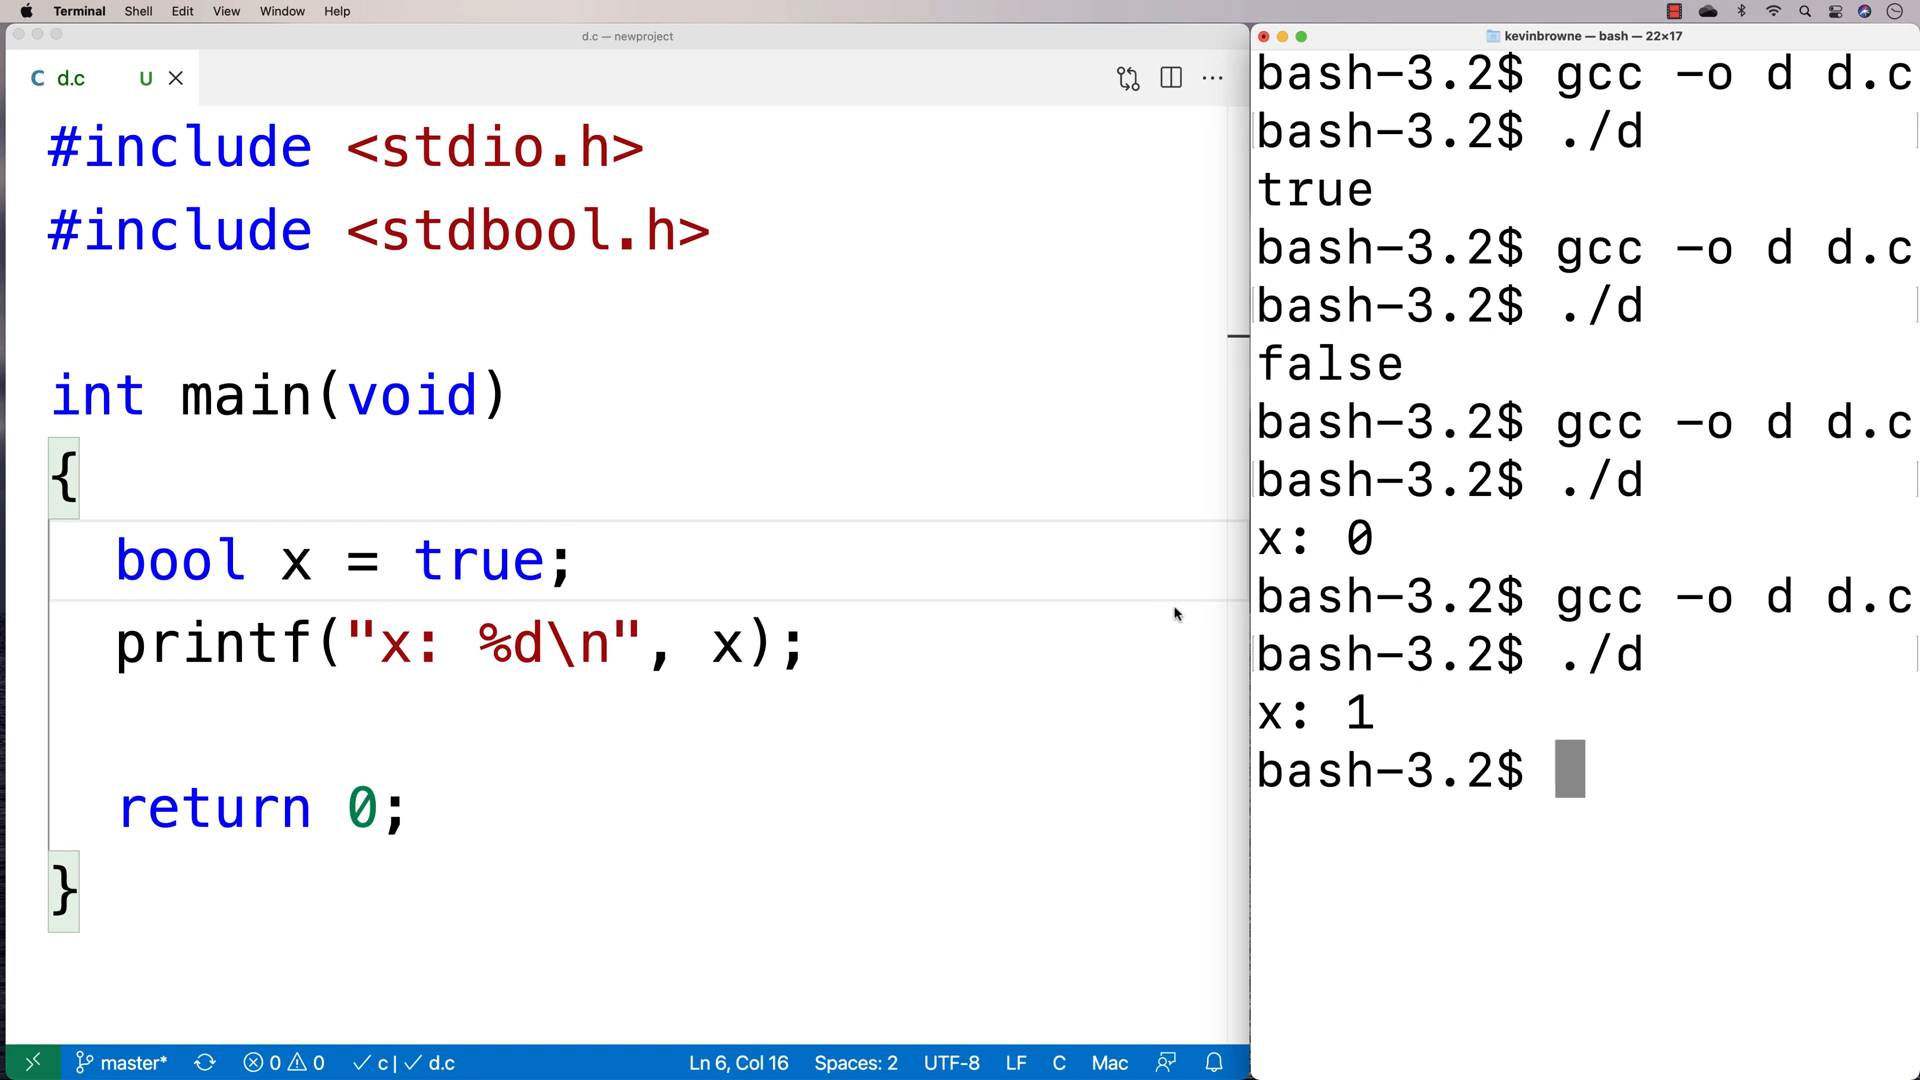 Terminal Shell Edit View Window Help
d.c — newproject
C d.c U
#include <stdio.h>
#include <stdbool.h>
int main(void)
{
bool x = true;
printf("x: %d\n", x);
return 0;
}
master* 0 0 c | d.c Ln 6, Col 16 Spaces: 2 UTF-8 LF C Mac
kevinbrowne — bash — 22×17
bash-3.2$ gcc -o d d.c
bash-3.2$ ./d
true
bash-3.2$ gcc -o d d.c
bash-3.2$ ./d
false
bash-3.2$ gcc -o d d.c
bash-3.2$ ./d
x: 0
bash-3.2$ gcc -o d d.c
bash-3.2$ ./d
x: 1
bash-3.2$